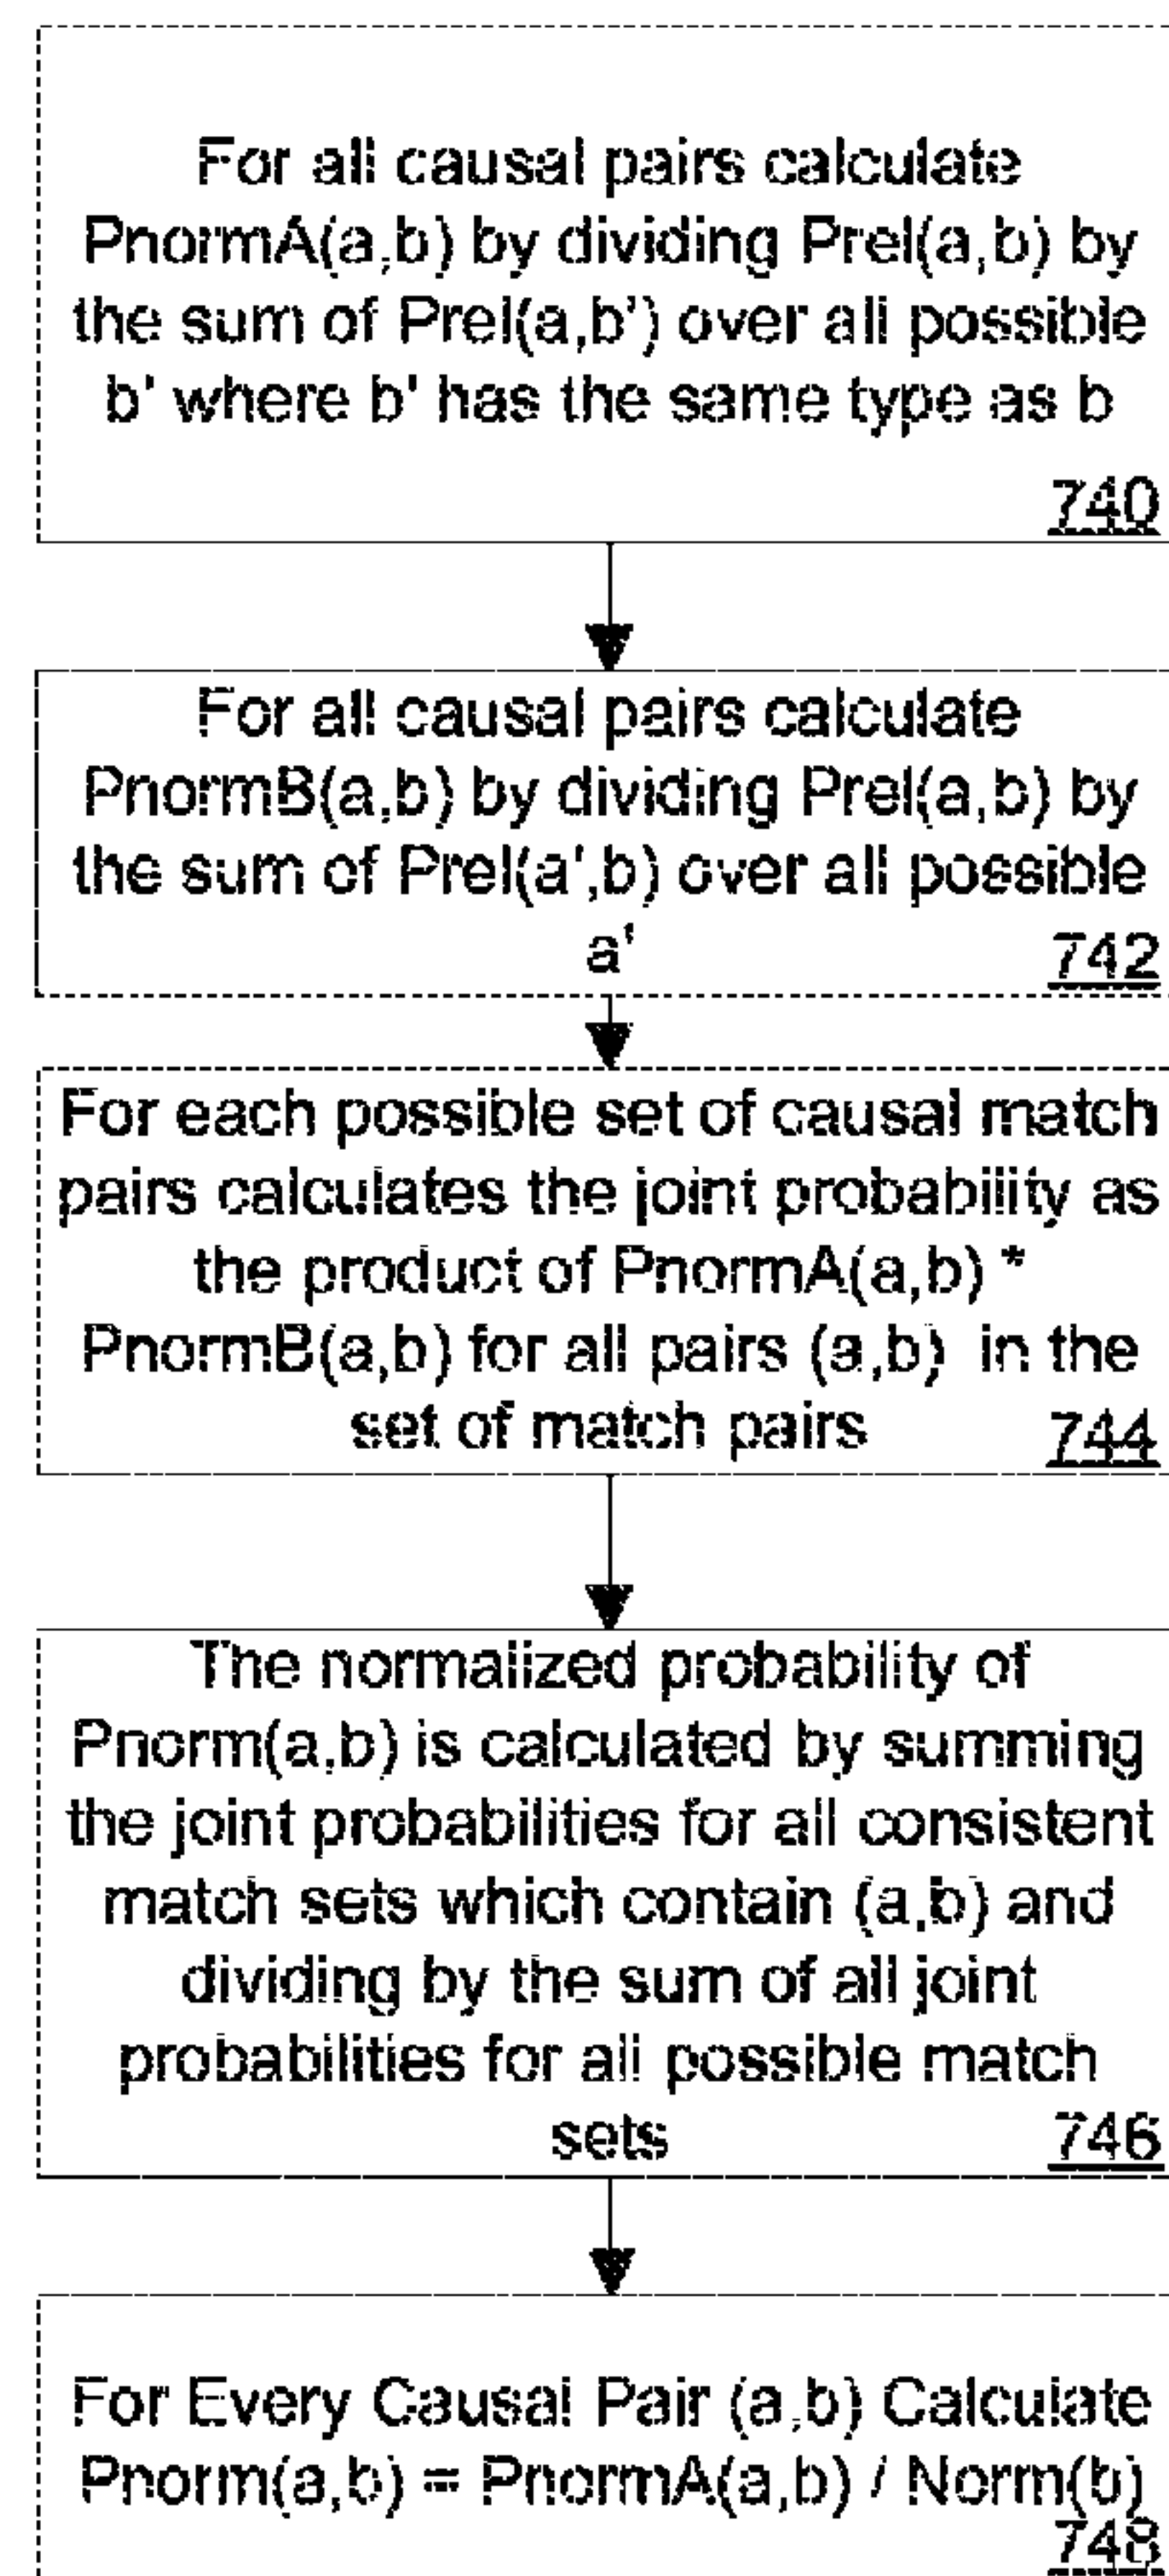 For all causal pairs calculate
PnormA(a,b) by dividing Prel(a,b) by
the sum of Prel(a,b') over all possible
b' where b' has the same type as b
740
For all causal pairs calculate
PnormB(a,b) by dividing Prel(a,b) by
the sum of Prel(a',b) over all possible
a' 742
For each possible set of causal match
pairs calculates the joint probability as
the product of PnormA(a,b) *
PnormB(a,b) for all pairs (a,b) in the
set of match pairs 744
The normalized probability of
Pnorm(a,b) is calculated by summing
the joint probabilities for all consistent
match sets which contain (a,b) and
dividing by the sum of all joint
probabilities for all possible match
sets 746
For Every Causal Pair (a,b) Calculate
Pnorm(a,b) = PnormA(a,b) / Norm(b)
748